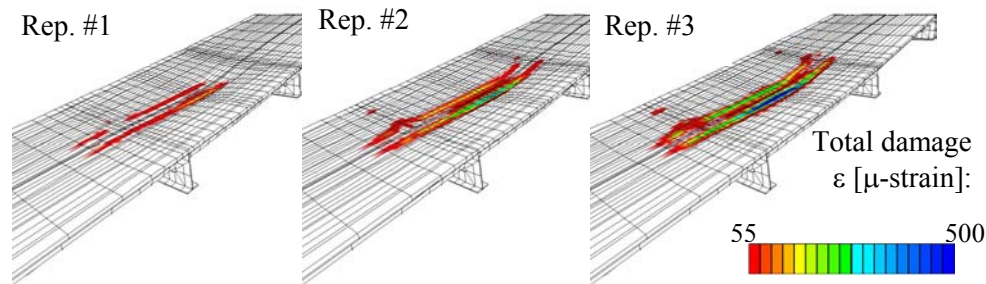 Rep. #1
Rep. #2
Rep. #3
Total damage
ε [μ-strain]:
55 500